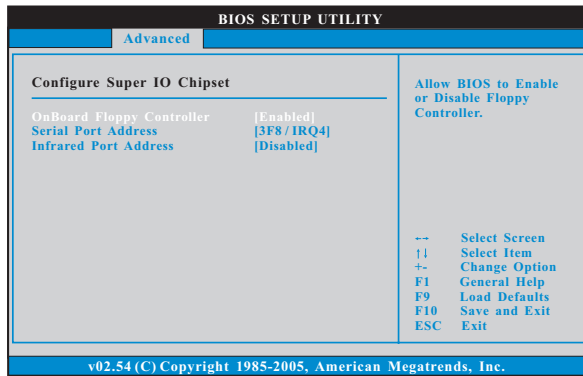 BIOS SETUP UTILITY
Advanced
Configure Super IO Chipset
OnBoard Floppy Controller [Enabled]
Serial Port Address [3F8 / IRQ4]
Infrared Port Address [Disabled]
Allow BIOS to Enable
or Disable Floppy
Controller.
←→ Select Screen
↑↓ Select Item
+- Change Option
F1 General Help
F9 Load Defaults
F10 Save and Exit
ESC Exit
v02.54 (C) Copyright 1985-2005, American Megatrends, Inc.